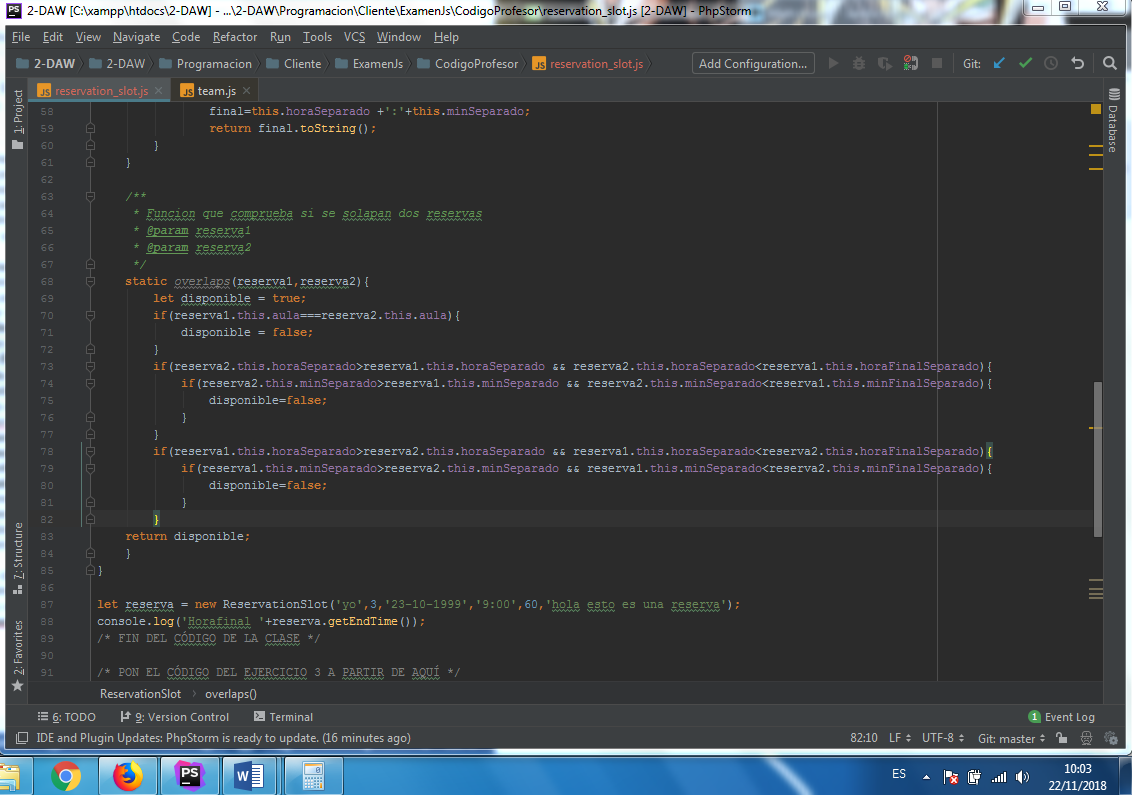 PS 2-DAW [C:\xampp\htdocs\2-DAW] - ...\2-DAW\Programacion\Cliente\ExamenJs\CodigoProfesor\reservation_slot.js [2-DAW] - PhpStorm
File Edit View Navigate Code Refactor Run Tools VCS Window Help
2-DAW 2-DAW Programacion Cliente ExamenJs CodigoProfesor JS reservation_slot.js Add Configuration... Git:
JS reservation_slot.js JS team.js
1: Project
Database
58 final=this.horaSeparado +':'+this.minSeparado;
59 return final.toString();
60 }
61 }
62
63 /**
64 * Funcion que comprueba si se solapan dos reservas
65 * @param reserva1
66 * @param reserva2
67 */
68 static overlaps(reserva1,reserva2){
69 let disponible = true;
70 if(reserva1.this.aula===reserva2.this.aula){
71 disponible = false;
72 }
73 if(reserva2.this.horaSeparado>reserva1.this.horaSeparado && reserva2.this.horaSeparado<reserva1.this.horaFinalSeparado){
74 if(reserva2.this.minSeparado>reserva1.this.minSeparado && reserva2.this.minSeparado<reserva1.this.minFinalSeparado){
75 disponible=false;
76 }
77 }
78 if(reserva1.this.horaSeparado>reserva2.this.horaSeparado && reserva1.this.horaSeparado<reserva2.this.horaFinalSeparado){
79 if(reserva1.this.minSeparado>reserva2.this.minSeparado && reserva1.this.minSeparado<reserva2.this.minFinalSeparado){
80 disponible=false;
81 }
82 }
83 return disponible;
84 }
85 }
86
87 let reserva = new ReservationSlot('yo',3,'23-10-1999','9:00',60,'hola esto es una reserva');
88 console.log('Horafinal '+reserva.getEndTime());
89 /* FIN DEL CÓDIGO DE LA CLASE */
90
91 /* PON EL CÓDIGO DEL EJERCICIO 3 A PARTIR DE AQUÍ */
7: Structure
2: Favorites
ReservationSlot overlaps()
6: TODO 9: Version Control Terminal 1 Event Log
IDE and Plugin Updates: PhpStorm is ready to update. (16 minutes ago) 82:10 LF UTF-8 Git: master
PS W ES 10:03
22/11/2018